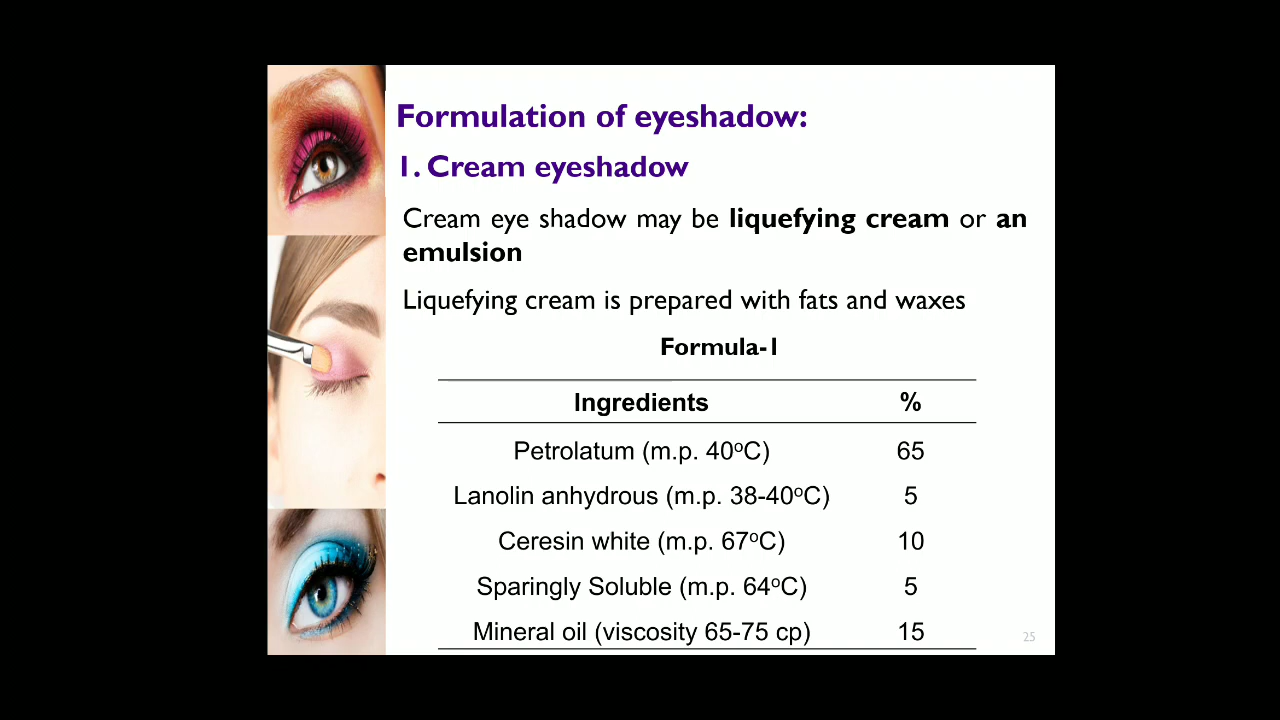 Formulation of eyeshadow:
1. Cream eyeshadow
Cream eye shadow may be liquefying cream or an
emulsion
Liquefying cream is prepared with fats and waxes
Formula-1
Ingredients %
Petrolatum (m.p. 40ºC) 65
Lanolin anhydrous (m.p. 38-40ºC) 5
Ceresin white (m.p. 67ºC) 10
Sparingly Soluble (m.p. 64ºC) 5
Mineral oil (viscosity 65-75 cp) 15
25